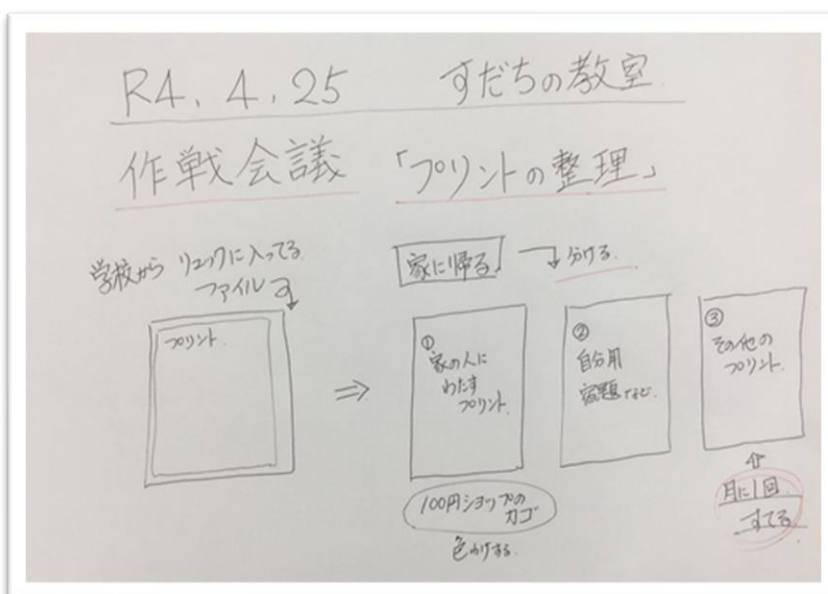 R4.4.25 すだちの教室
作戦会議 「プリントの整理」
学校から リュックに入ってる
ファイル
プリント
家に帰る
分ける
①
家の人に
わたす
プリント
②
自分用
宿題など
③
その他の
プリント
100円ショップの
カゴ
色わけする
月に1回
すてる